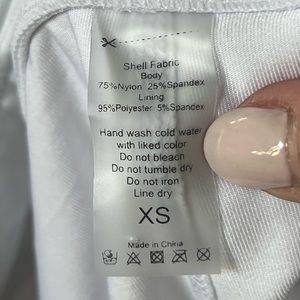 Shell Fabric
Body
75%Nylon 25%Spandex
Lining
95%Polyester 5%Spandex
Hand wash cold water
with liked color
Do not bleach
Do not tumble dry
Do not iron
Line dry
XS
Made in China